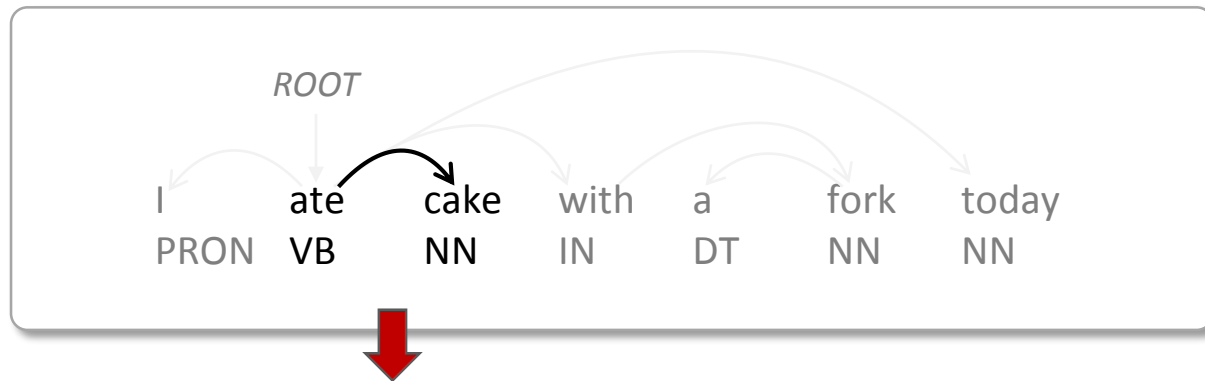 ROOT
I ate cake with a fork today
PRON VB NN IN DT NN NN